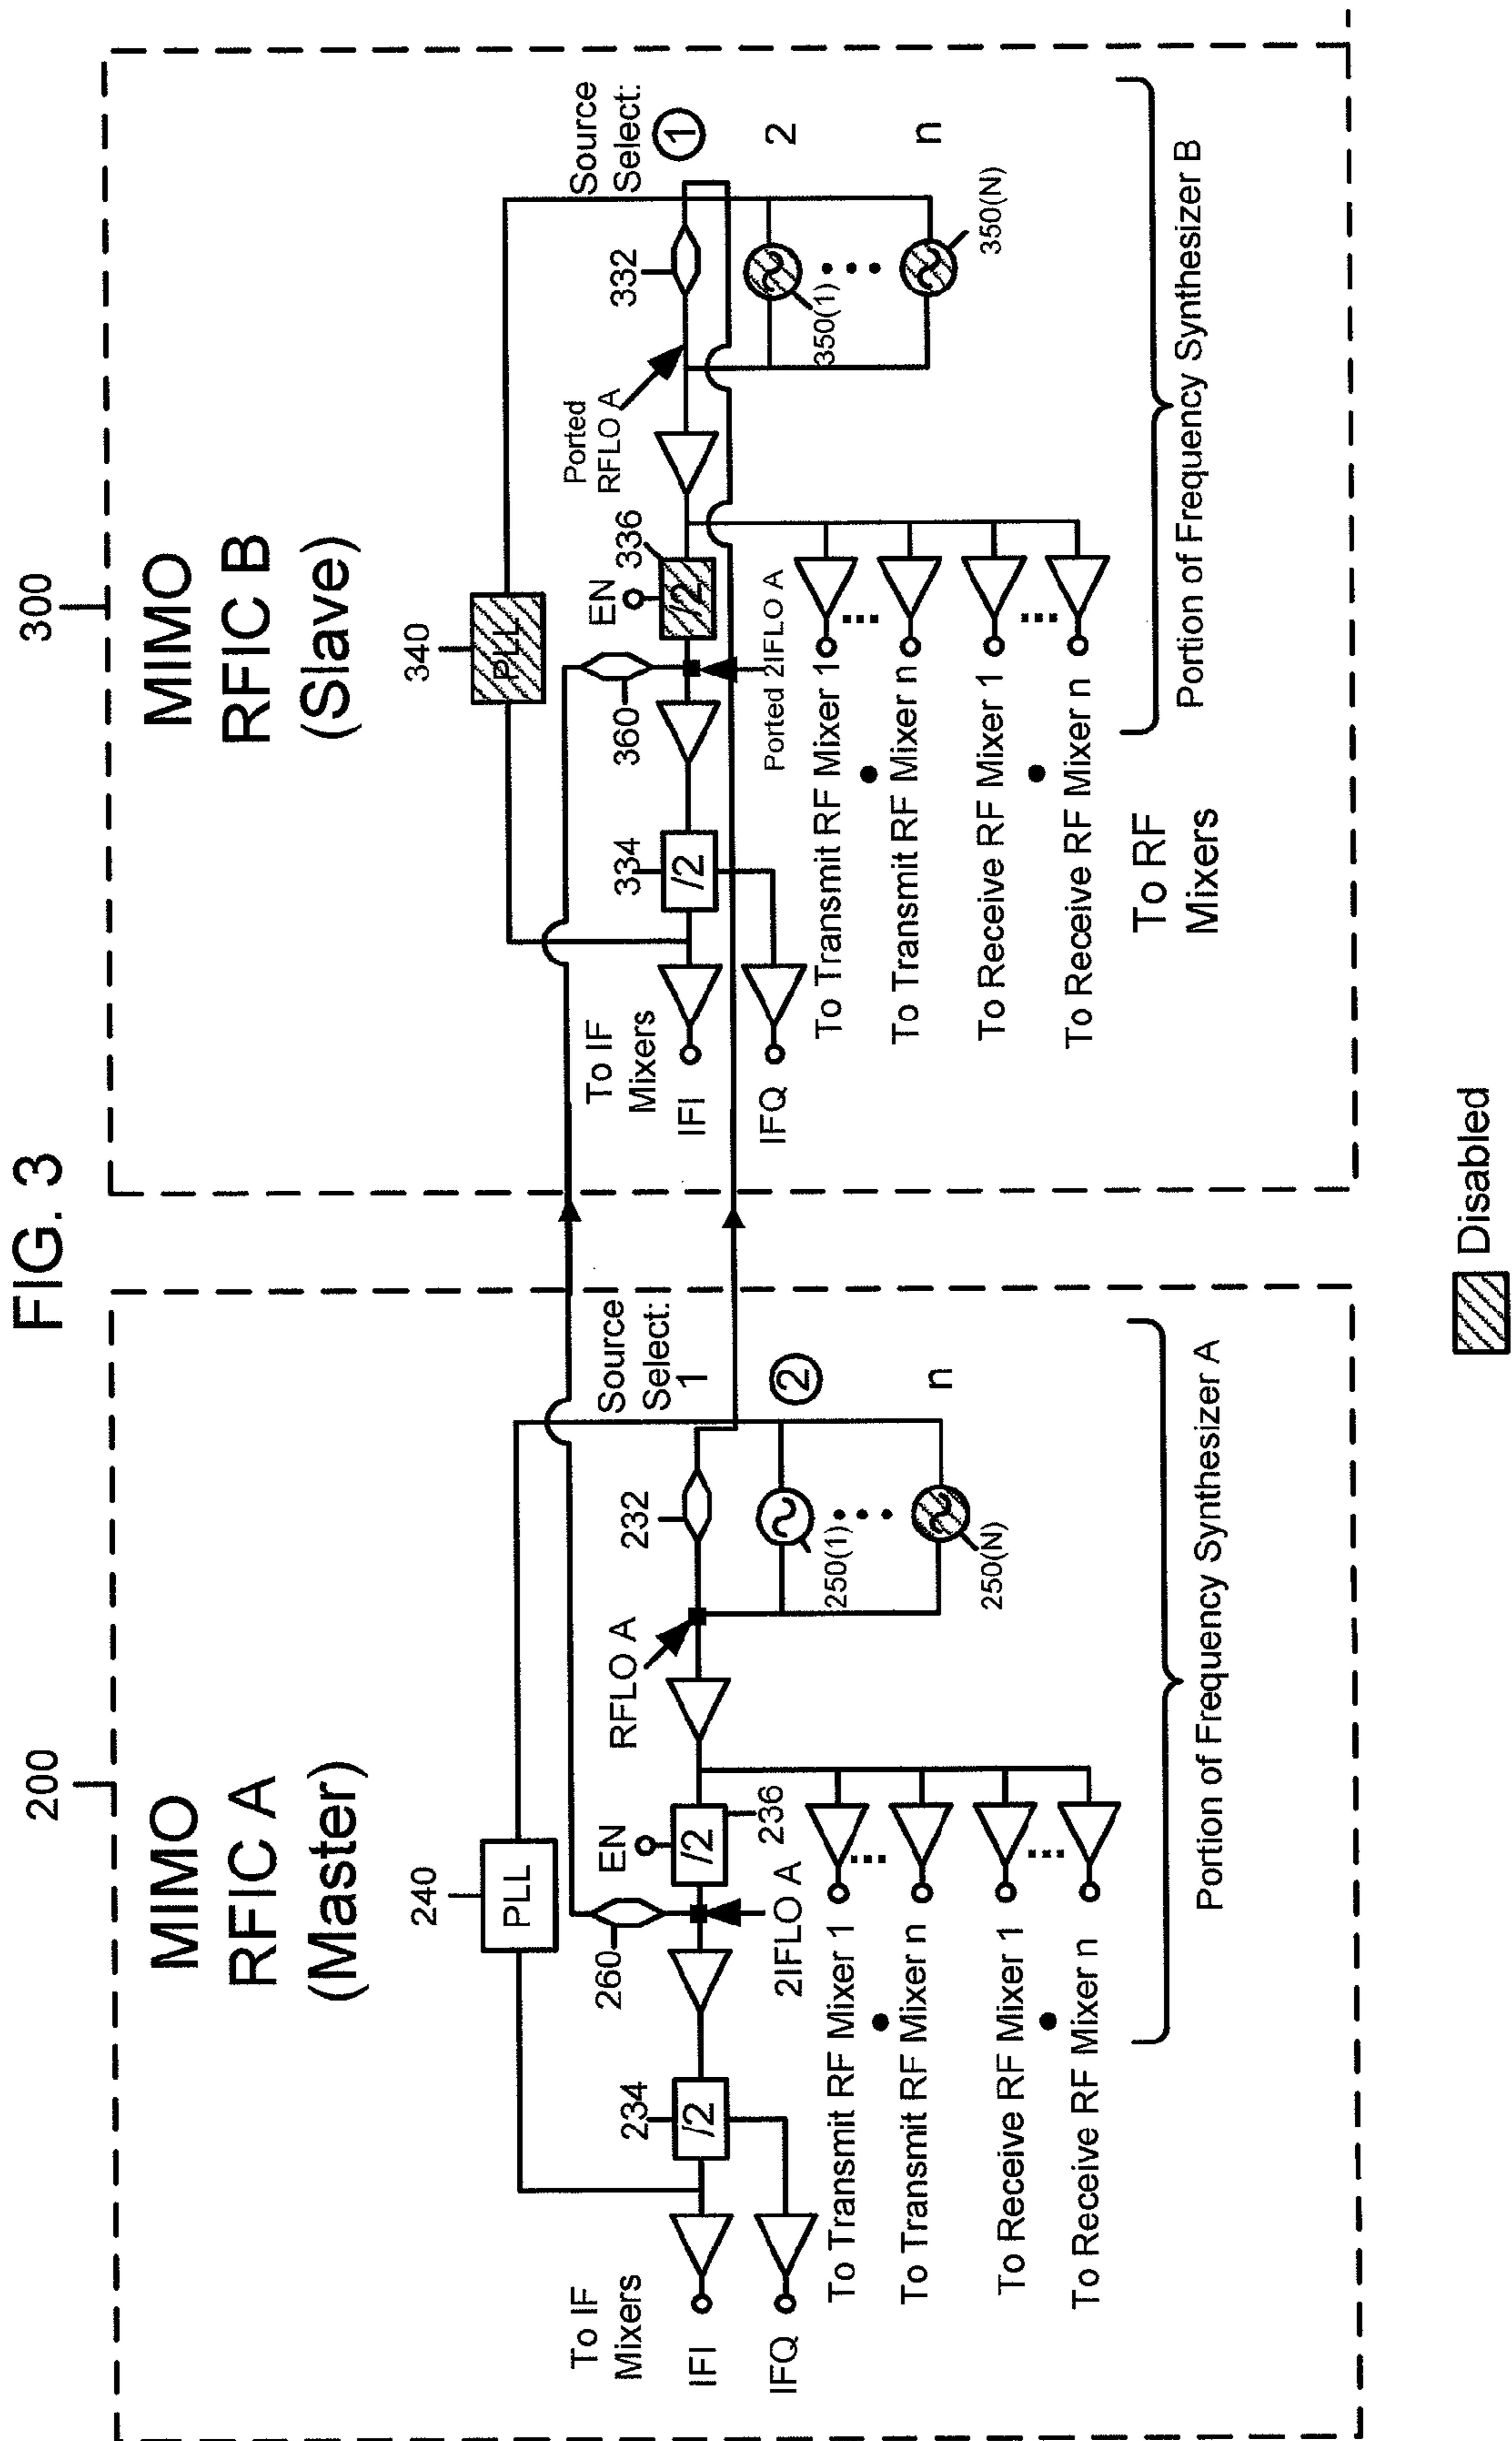 FIG. 3
200
MIMO
RFIC A
(Master)
240
PLL
Source
Select:
1
2
n
232
250(1)
250(N)
RFLO A
EN
/2
236
260
2IFLO A
234
/2
To IF
Mixers
IFI
IFQ
To Transmit RF Mixer 1
To Transmit RF Mixer n
To Receive RF Mixer 1
To Receive RF Mixer n
Portion of Frequency Synthesizer A
300
MIMO
RFIC B
(Slave)
340
PLL
Source
Select:
1
2
n
332
350(1)
350(N)
Ported
RFLO A
EN
336
/2
360
Ported 2IFLO A
334
/2
To IF
Mixers
IFI
IFQ
To Transmit RF Mixer 1
To Transmit RF Mixer n
To Receive RF Mixer 1
To Receive RF Mixer n
To RF
Mixers
Portion of Frequency Synthesizer B
Disabled